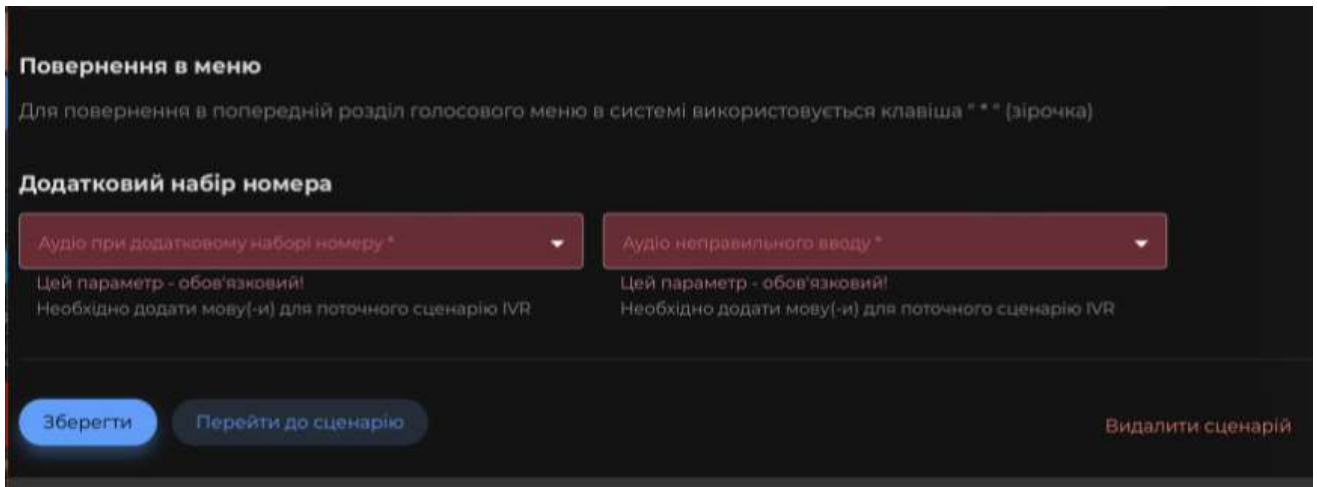 Повернення в меню
Для повернення в попередній розділ голосового меню в системі використовується клавіша " * " (зірочка)
Додатковий набір номера
Аудіо при додатковому наборі номеру *
Аудіо неправильного вводу *
Цей параметр - обов'язковий!
Цей параметр - обов'язковий!
Необхідно додати мову(-и) для поточного сценарію IVR
Необхідно додати мову(-и) для поточного сценарію IVR
Зберегти
Перейти до сценарію
Видалити сценарій